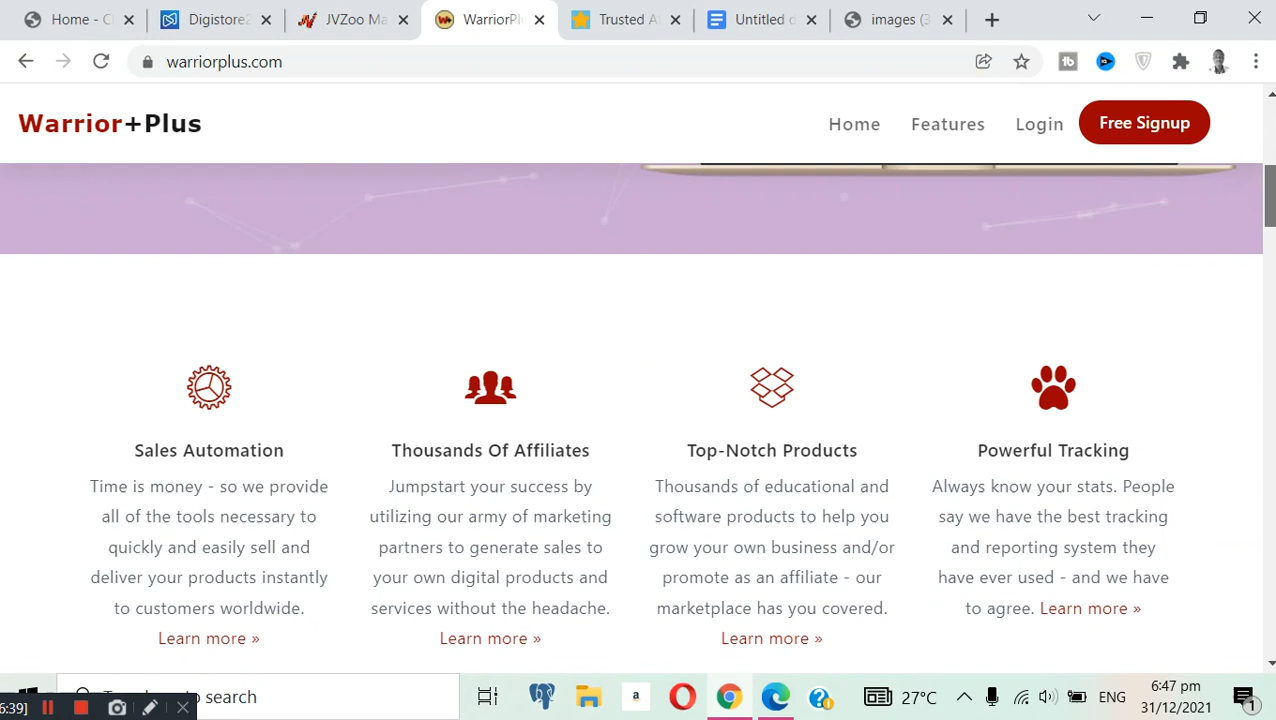 Home - C
Digistore2
JVZoo Ma
WarriorPl
Trusted A
Untitled
images (3
warriorplus.com
Warrior+Plus
Home
Features
Login
Free Signup
Sales Automation
Time is money - so we provide
all of the tools necessary to
quickly and easily sell and
deliver your products instantly
to customers worldwide.
Learn more »
Thousands Of Affiliates
Jumpstart your success by
utilizing our army of marketing
partners to generate sales to
your own digital products and
services without the headache.
Learn more »
Top-Notch Products
Thousands of educational and
software products to help you
grow your own business and/or
promote as an affiliate - our
marketplace has you covered.
Learn more »
Powerful Tracking
Always know your stats. People
say we have the best tracking
and reporting system they
have ever used - and we have
to agree. Learn more »
search
6:39
27°C
ENG
6:47 pm
31/12/2021
1